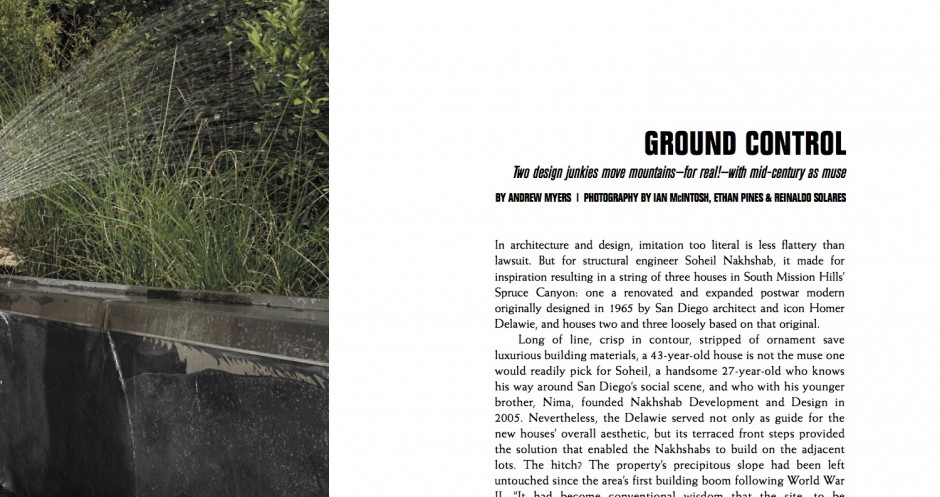 GROUND CONTROL
Two design junkies move mountains—for real!—with mid-century as muse
BY ANDREW MYERS | PHOTOGRAPHY BY IAN McINTOSH, ETHAN PINES & REINALDO SOLARES
In architecture and design, imitation too literal is less flattery than
lawsuit. But for structural engineer Soheil Nakhshab, it made for
inspiration resulting in a string of three houses in South Mission Hills'
Spruce Canyon: one a renovated and expanded postwar modern
originally designed in 1965 by San Diego architect and icon Homer
Delawie, and houses two and three loosely based on that original.
Long of line, crisp in contour, stripped of ornament save
luxurious building materials, a 43-year-old house is not the muse one
would readily pick for Soheil, a handsome 27-year-old who knows
his way around San Diego's social scene, and who with his younger
brother, Nima, founded Nakhshab Development and Design in
2005. Nevertheless, the Delawie served not only as guide for the
new houses' overall aesthetic, but its terraced front steps provided
the solution that enabled the Nakhshabs to build on the adjacent
lots. The hitch? The property's precipitous slope had been left
untouched since the area's first building boom following World War
II. "It had become conventional wisdom that the site, to be